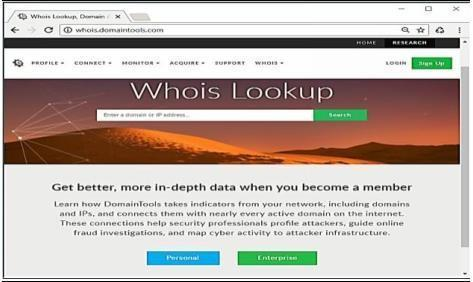 Whois Lookup, Domain /
whois.domaintools.com
HOME RESEARCH
PROFILE CONNECT MONITOR ACQUIRE SUPPORT WHOIS LOGIN Sign Up
Whois Lookup
Enter a domain or IP address... Search
Get better, more in-depth data when you become a member
Learn how DomainTools takes indicators from your network, including domains
and IPs, and connects them with nearly every active domain on the internet.
These connections help security professionals profile attackers, guide online
fraud investigations, and map cyber activity to attacker infrastructure.
Personal Enterprise